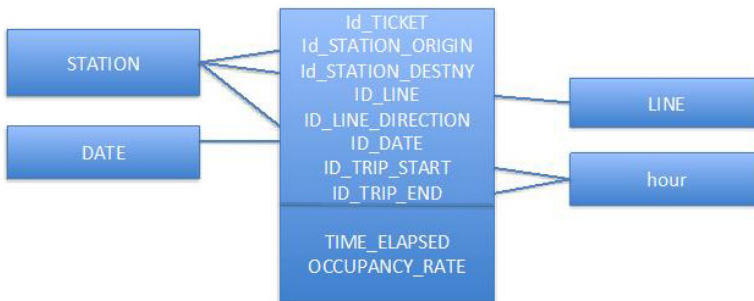 STATION
DATE
Id_TICKET
Id_STATION_ORIGIN
Id_STATION_DESTNY
ID_LINE
ID_LINE_DIRECTION
ID_DATE
ID_TRIP_START
ID_TRIP_END
TIME_ELAPSED
OCCUPANCY_RATE
LINE
hour